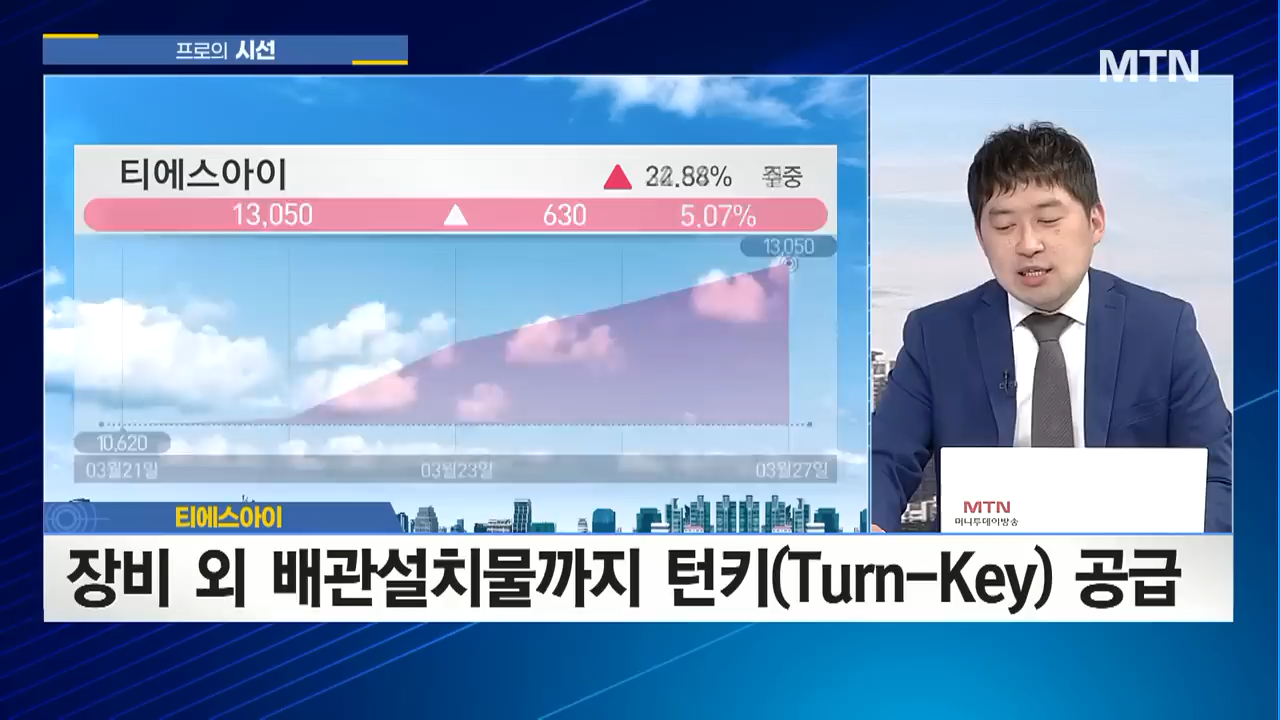 프로의 시선
MTN
티에스아이
▲ %
13,050 ▲ 630 5.07%
13,050
10,620
03월21일 03월23일 03월27일
MTN
머니투데이방송
티에스아이
장비 외 배관설치물까지 턴키(Turn-Key) 공급